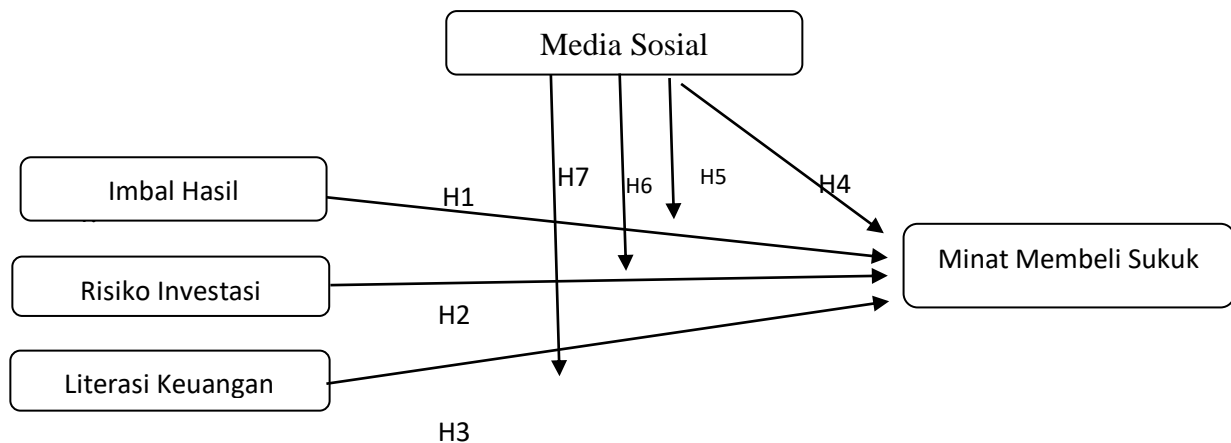 Media Sosial
Imbal Hasil
H1
H7
H6
H5
H4
Risiko Investasi
H2
Minat Membeli Sukuk
Literasi Keuangan
H3